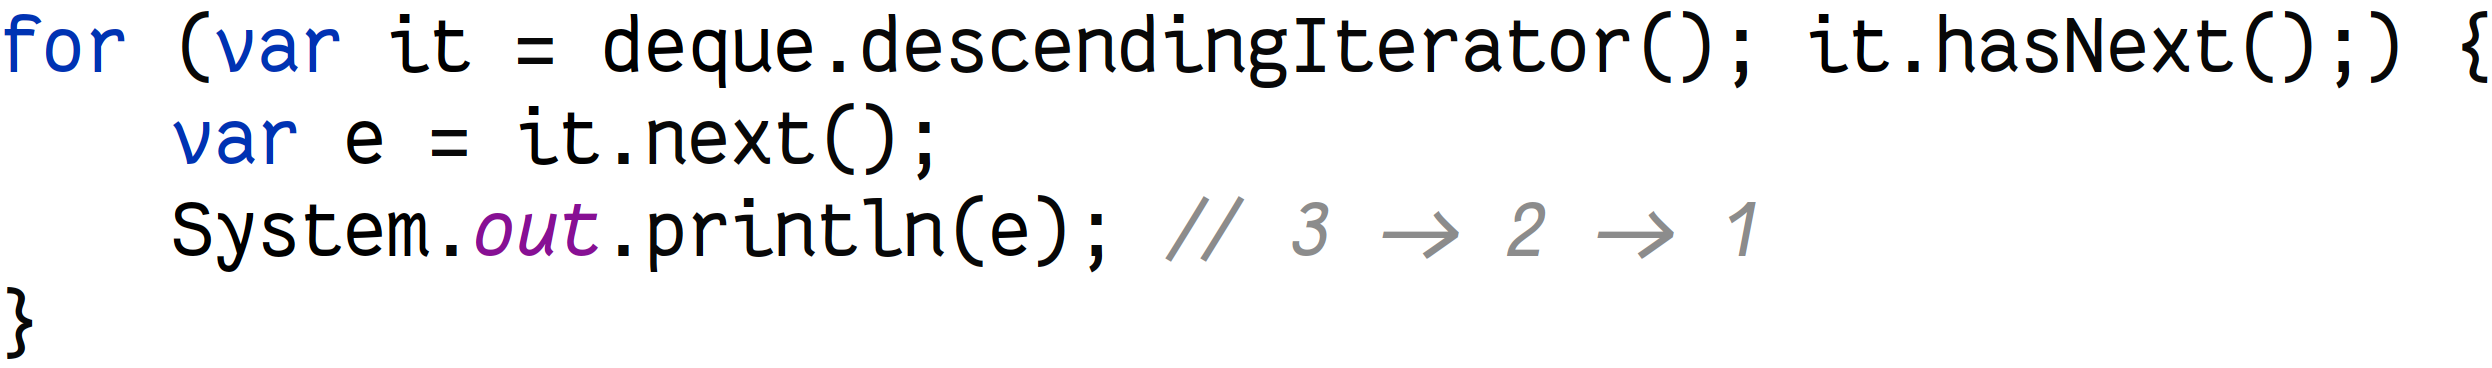 for (var it = deque.descendingIterator(); it.hasNext();) {
    var e = it.next();
    System.out.println(e); // 3 -> 2 -> 1
}